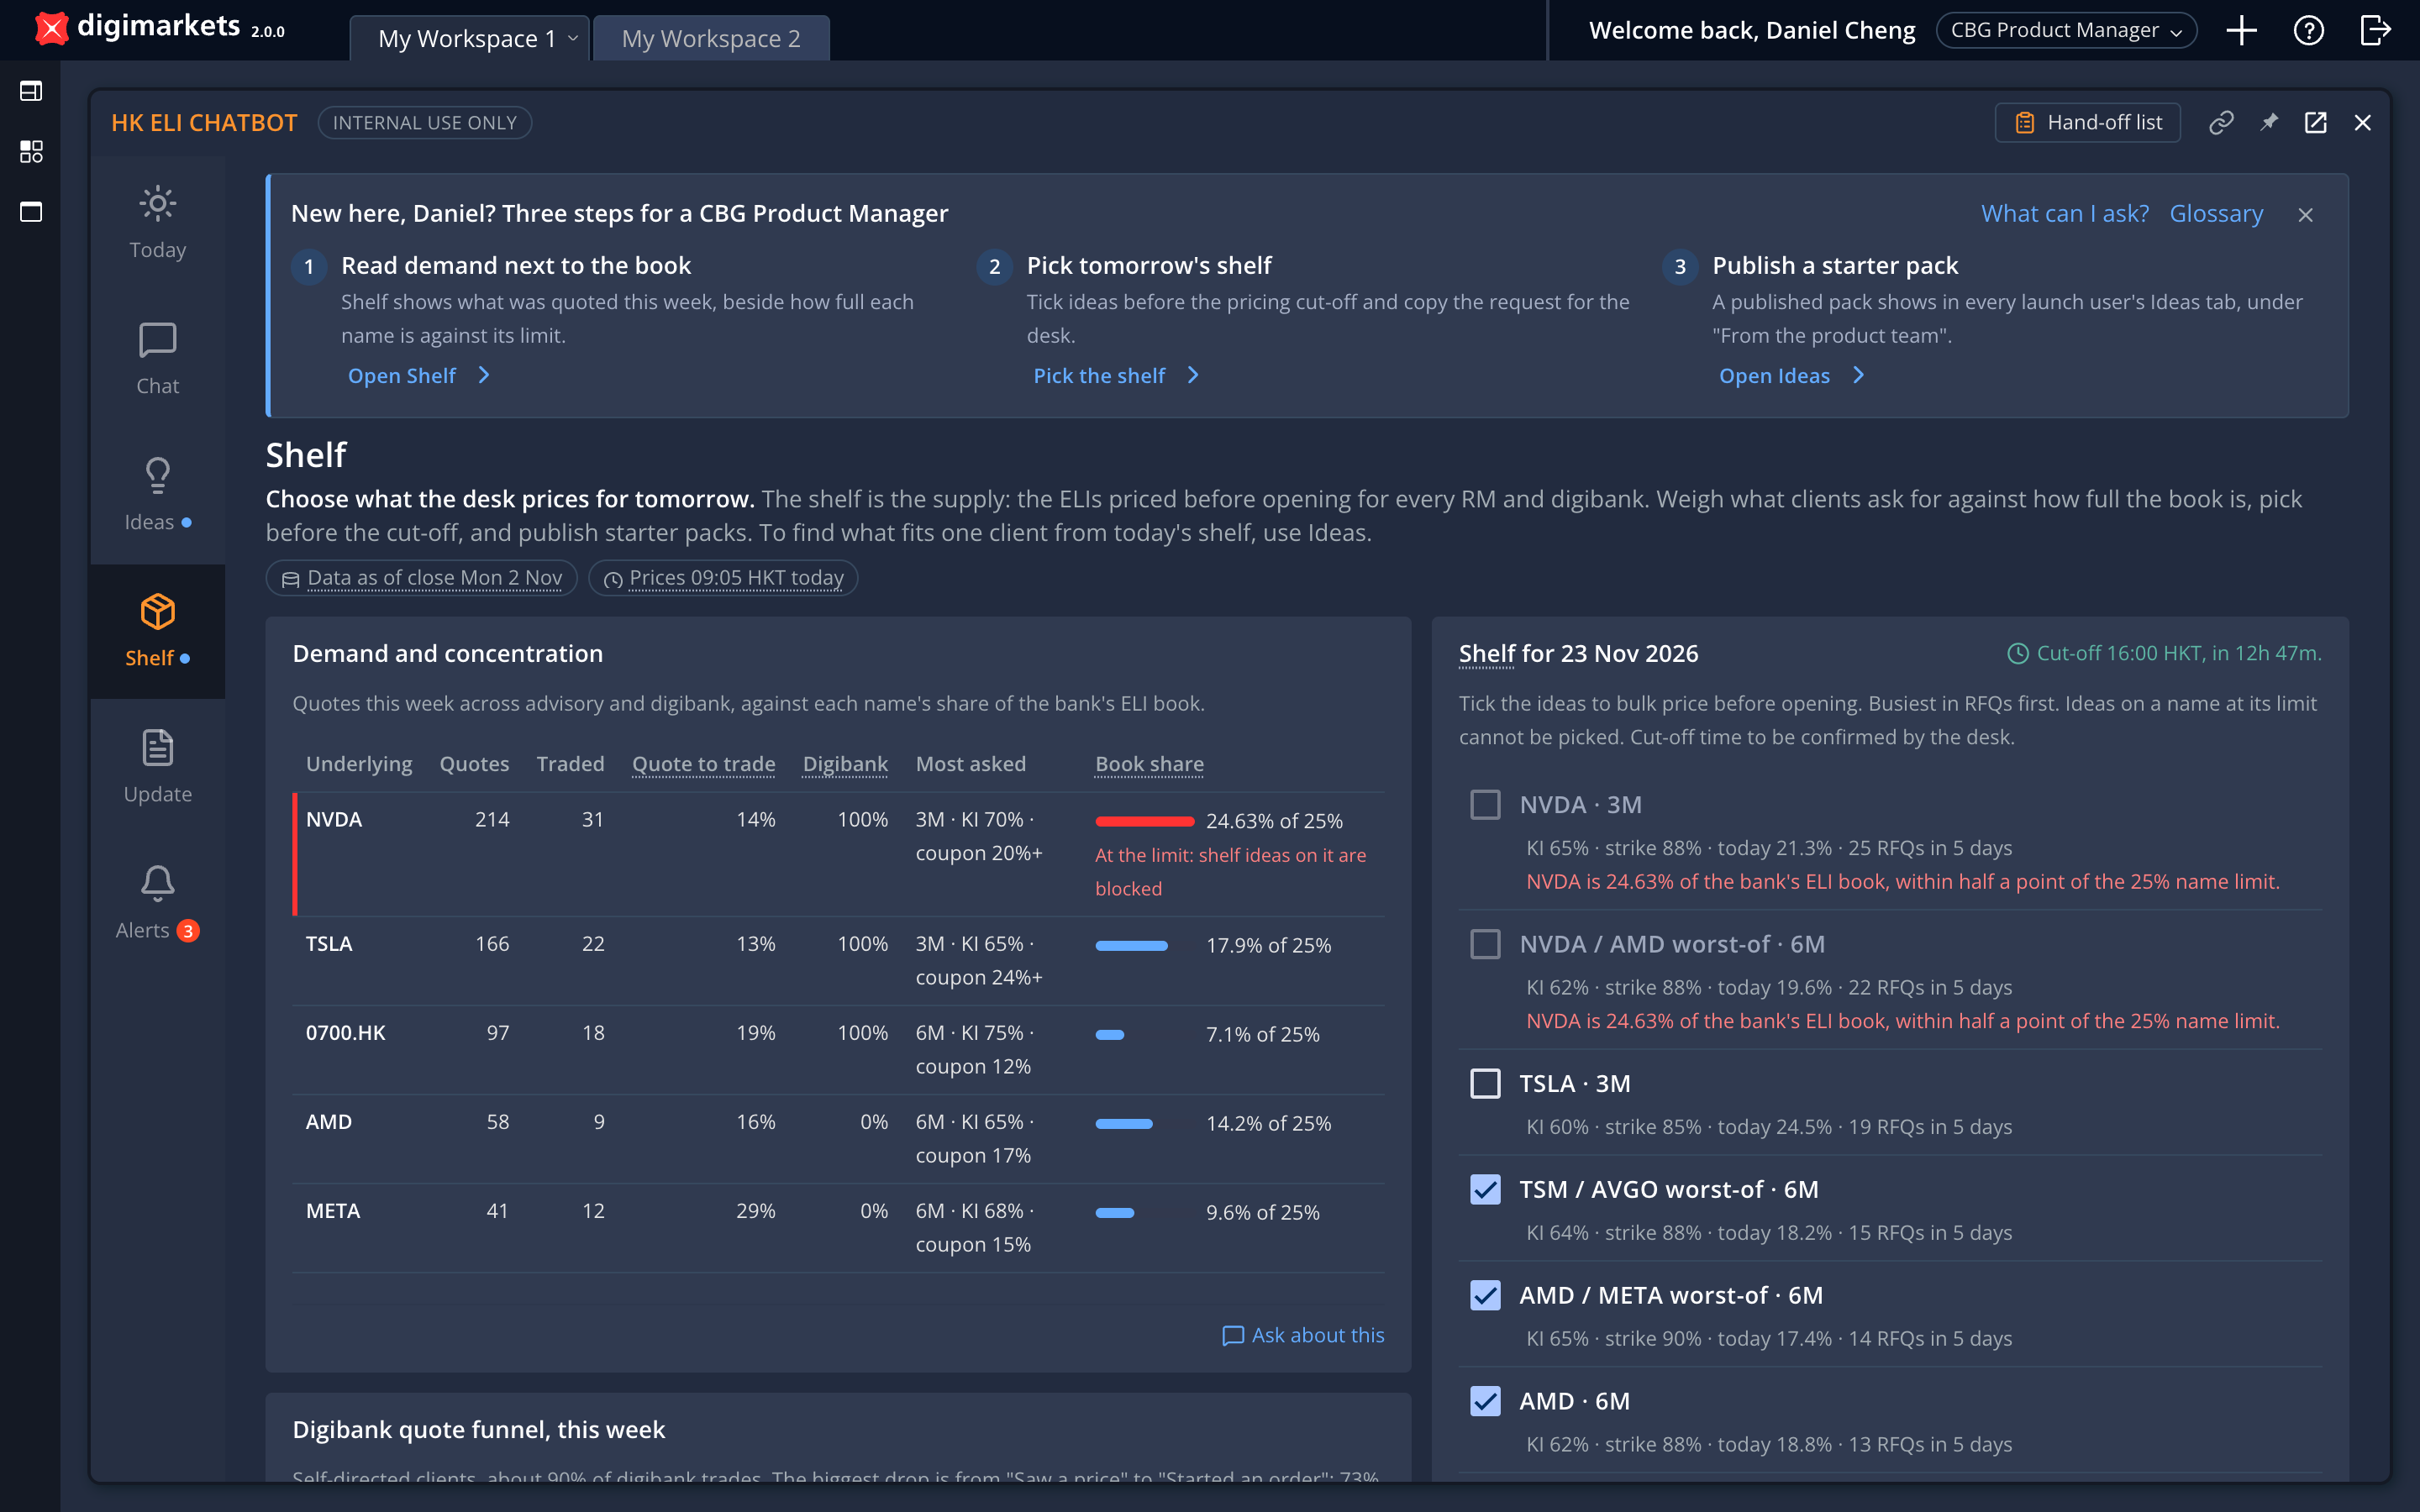 digimarkets 2.0.0
My Workspace 1
My Workspace 2
Welcome back, Daniel Cheng
CBG Product Manager
HK ELI CHATBOT
INTERNAL USE ONLY
Hand-off list
Today
Chat
Ideas
Shelf
Update
Alerts 3
New here, Daniel? Three steps for a CBG Product Manager
What can I ask?
Glossary
1
Read demand next to the book
Shelf shows what was quoted this week, beside how full each
name is against its limit.
Open Shelf
2
Pick tomorrow's shelf
Tick ideas before the pricing cut-off and copy the request for the
desk.
Pick the shelf
3
Publish a starter pack
A published pack shows in every launch user's Ideas tab, under
"From the product team".
Open Ideas
Shelf
Choose what the desk prices for tomorrow. The shelf is the supply: the ELIs priced before opening for every RM and digibank. Weigh what clients ask for against how full the book is, pick
before the cut-off, and publish starter packs. To find what fits one client from today's shelf, use Ideas.
Data as of close Mon 2 Nov
Prices 09:05 HKT today
Demand and concentration
Quotes this week across advisory and digibank, against each name's share of the bank's ELI book.
Underlying Quotes Traded Quote to trade Digibank Most asked Book share
NVDA 214 31 14% 100% 3M · KI 70% · 24.63% of 25%
coupon 20%+ At the limit: shelf ideas on it are
blocked
TSLA 166 22 13% 100% 3M · KI 65% · 17.9% of 25%
coupon 24%+
0700.HK 97 18 19% 100% 6M · KI 75% · 7.1% of 25%
coupon 12%
AMD 58 9 16% 0% 6M · KI 65% · 14.2% of 25%
coupon 17%
META 41 12 29% 0% 6M · KI 68% · 9.6% of 25%
coupon 15%
Ask about this
Digibank quote funnel, this week
Self-directed clients, about 90% of digibank trades. The biggest drop is from "Saw a price" to "Started an order": 73%
Shelf for 23 Nov 2026
Cut-off 16:00 HKT, in 12h 47m.
Tick the ideas to bulk price before opening. Busiest in RFQs first. Ideas on a name at its limit
cannot be picked. Cut-off time to be confirmed by the desk.
NVDA · 3M
KI 65% · strike 88% · today 21.3% · 25 RFQs in 5 days
NVDA is 24.63% of the bank's ELI book, within half a point of the 25% name limit.
NVDA / AMD worst-of · 6M
KI 62% · strike 88% · today 19.6% · 22 RFQs in 5 days
NVDA is 24.63% of the bank's ELI book, within half a point of the 25% name limit.
TSLA · 3M
KI 60% · strike 85% · today 24.5% · 19 RFQs in 5 days
TSM / AVGO worst-of · 6M
KI 64% · strike 88% · today 18.2% · 15 RFQs in 5 days
AMD / META worst-of · 6M
KI 65% · strike 90% · today 17.4% · 14 RFQs in 5 days
AMD · 6M
KI 62% · strike 88% · today 18.8% · 13 RFQs in 5 days